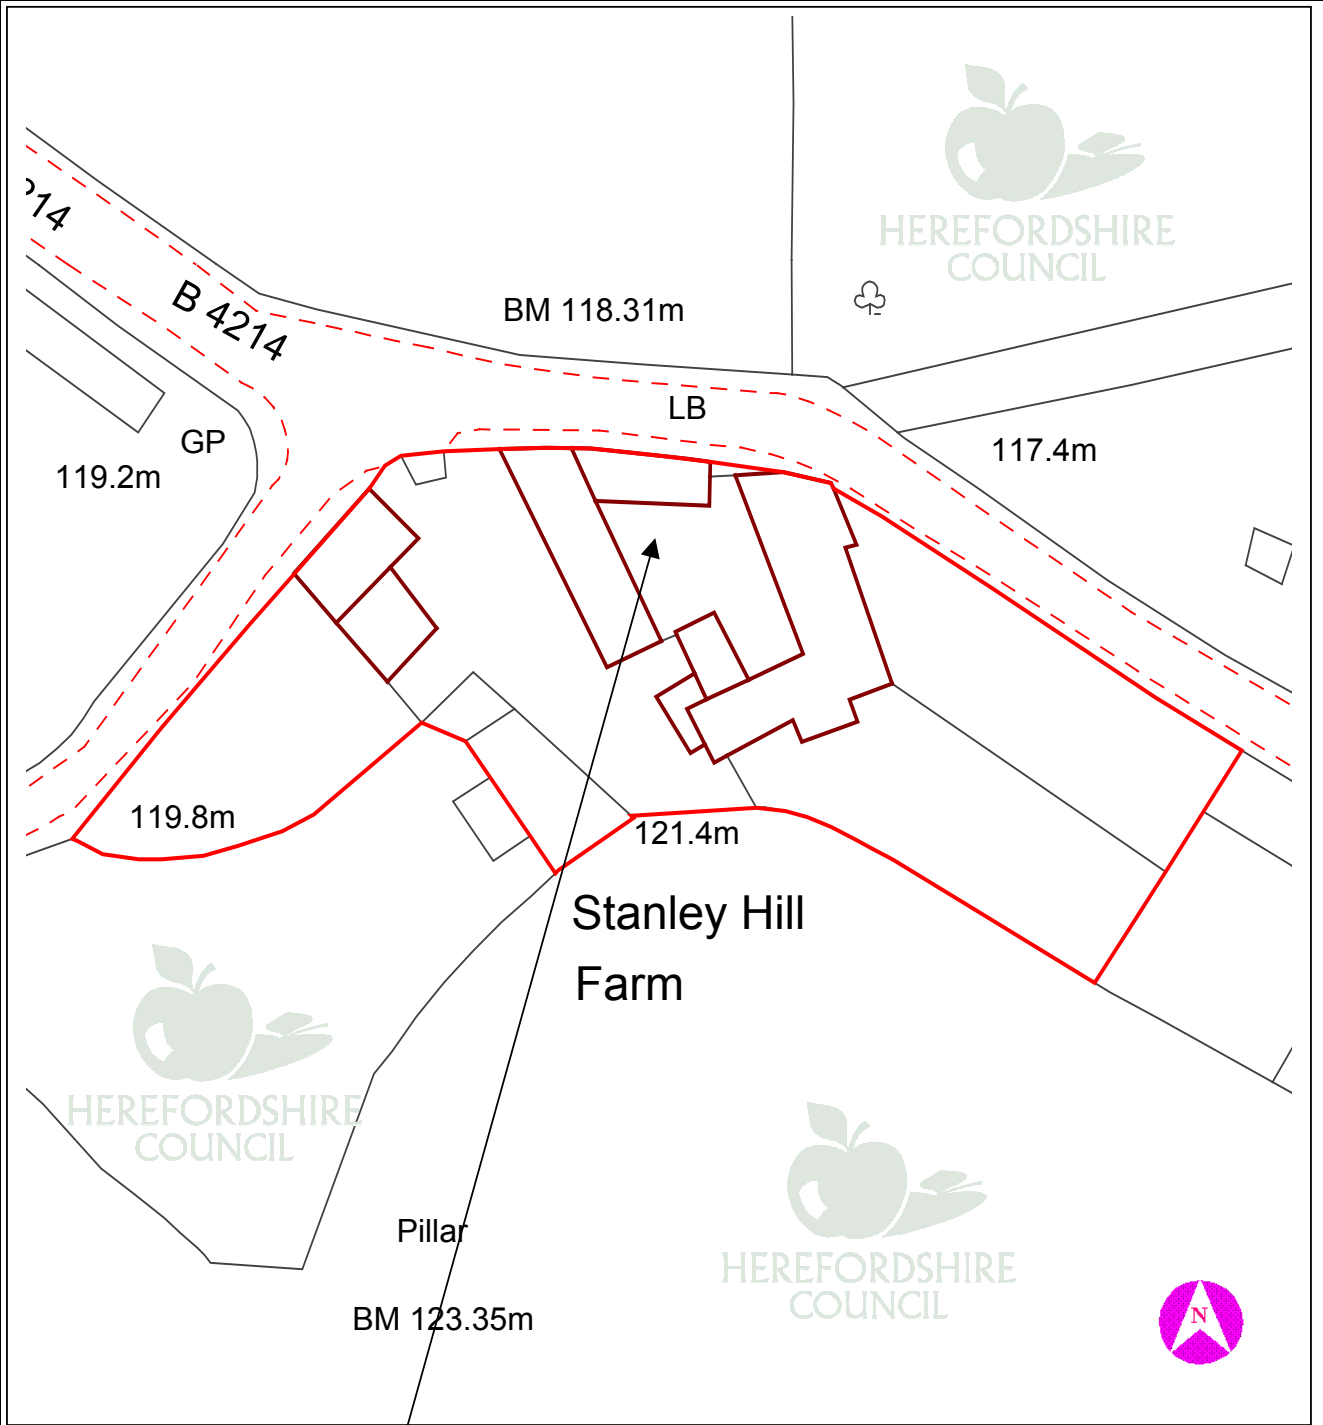 HEREFORDSHIRE
COUNCIL
214
B 4214
BM 118.31m
LB
GP
119.2m
117.4m
119.8m
121.4m
Stanley Hill
Farm
HEREFORDSHIRE
COUNCIL
Pillar
HEREFORDSHIRE
COUNCIL
BM 123.35m
N